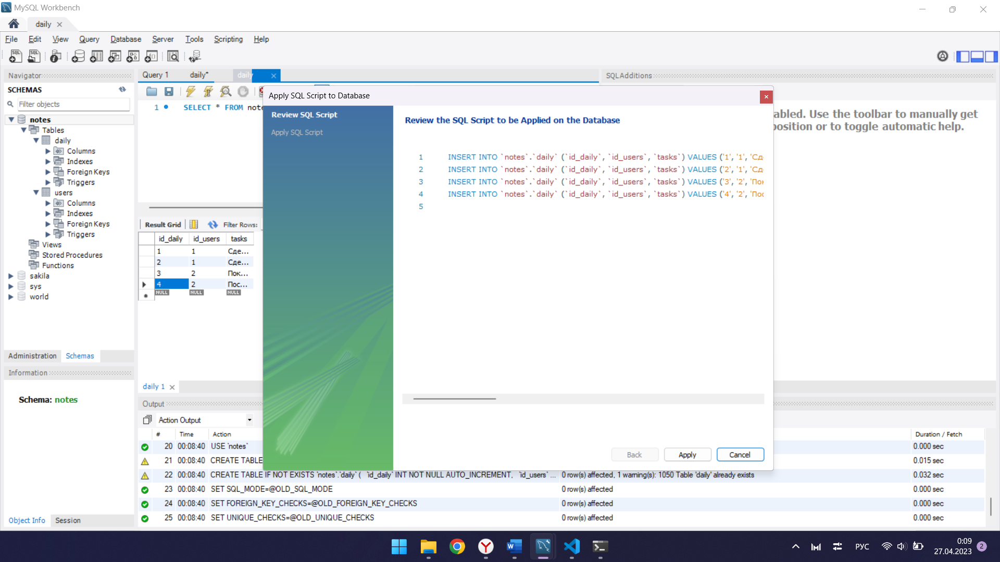 MySQL Workbench
daily
File Edit View Query Database Server Tools Scripting Help
Navigator
SCHEMAS
Filter objects
notes
Tables
daily
Columns
Indexes
Foreign Keys
Triggers
users
Columns
Indexes
Foreign Keys
Triggers
Views
Stored Procedures
Functions
sakila
sys
world
Administration Schemas
Information
Schema: notes
Object Info Session
Query 1 daily* daily
1 SELECT * FROM note
SQLAdditions
abled. Use the toolbar to manually get
position or to toggle automatic help.
Result Grid Filter Rows:
id_daily id_users tasks
1 1 Сде...
2 1 Сде...
3 2 Пок...
4 2 Пос...
NULL NULL NULL
daily 1
Apply SQL Script to Database
Review SQL Script
Apply SQL Script
Review the SQL Script to be Applied on the Database
1 INSERT INTO `notes`.`daily` (`id_daily`, `id_users`, `tasks`) VALUES ('1', '1', 'Сд
2 INSERT INTO `notes`.`daily` (`id_daily`, `id_users`, `tasks`) VALUES ('2', '1', 'Сд
3 INSERT INTO `notes`.`daily` (`id_daily`, `id_users`, `tasks`) VALUES ('3', '2', 'Пок
4 INSERT INTO `notes`.`daily` (`id_daily`, `id_users`, `tasks`) VALUES ('4', '2', 'Пос
5
Back Apply Cancel
Output
Action Output
# Time Action Duration / Fetch
20 00:08:40 USE `notes` 0.000 sec
21 00:08:40 CREATE TABLE 0.015 sec
22 00:08:40 CREATE TABLE IF NOT EXISTS `notes`.`daily` ( `id_daily` INT NOT NULL AUTO_INCREMENT, `id_users` ... 0 row(s) affected, 1 warning(s): 1050 Table 'daily' already exists 0.032 sec
23 00:08:40 SET SQL_MODE=@OLD_SQL_MODE 0 row(s) affected 0.000 sec
24 00:08:40 SET FOREIGN_KEY_CHECKS=@OLD_FOREIGN_KEY_CHECKS 0 row(s) affected 0.000 sec
25 00:08:40 SET UNIQUE_CHECKS=@OLD_UNIQUE_CHECKS 0 row(s) affected 0.000 sec
РУС
0:09
27.04.2023
2